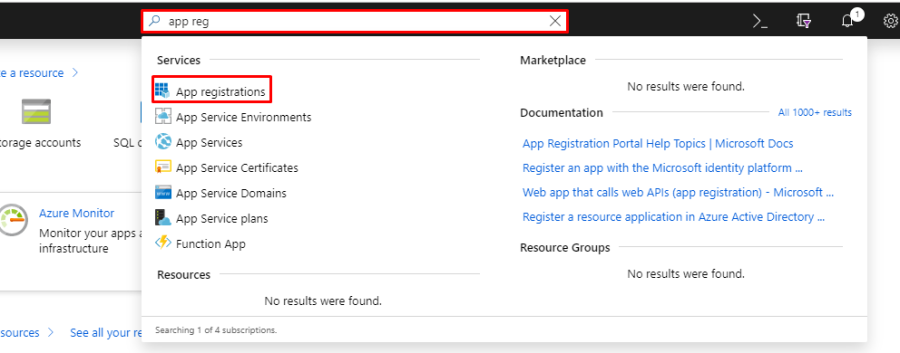 app reg
1
e a resource
orage accounts
SQL
Azure Monitor
Monitor your apps
infrastructure
sources
See all your re
Services
App registrations
App Service Environments
App Services
App Service Certificates
App Service Domains
App Service plans
Function App
Resources
No results were found.
Marketplace
No results were found.
Documentation
All 1000+ results
App Registration Portal Help Topics | Microsoft Docs
Register an app with the Microsoft identity platform ...
Web app that calls web APIs (app registration) - Microsoft ...
Register a resource application in Azure Active Directory ...
Resource Groups
No results were found.
Searching 1 of 4 subscriptions.